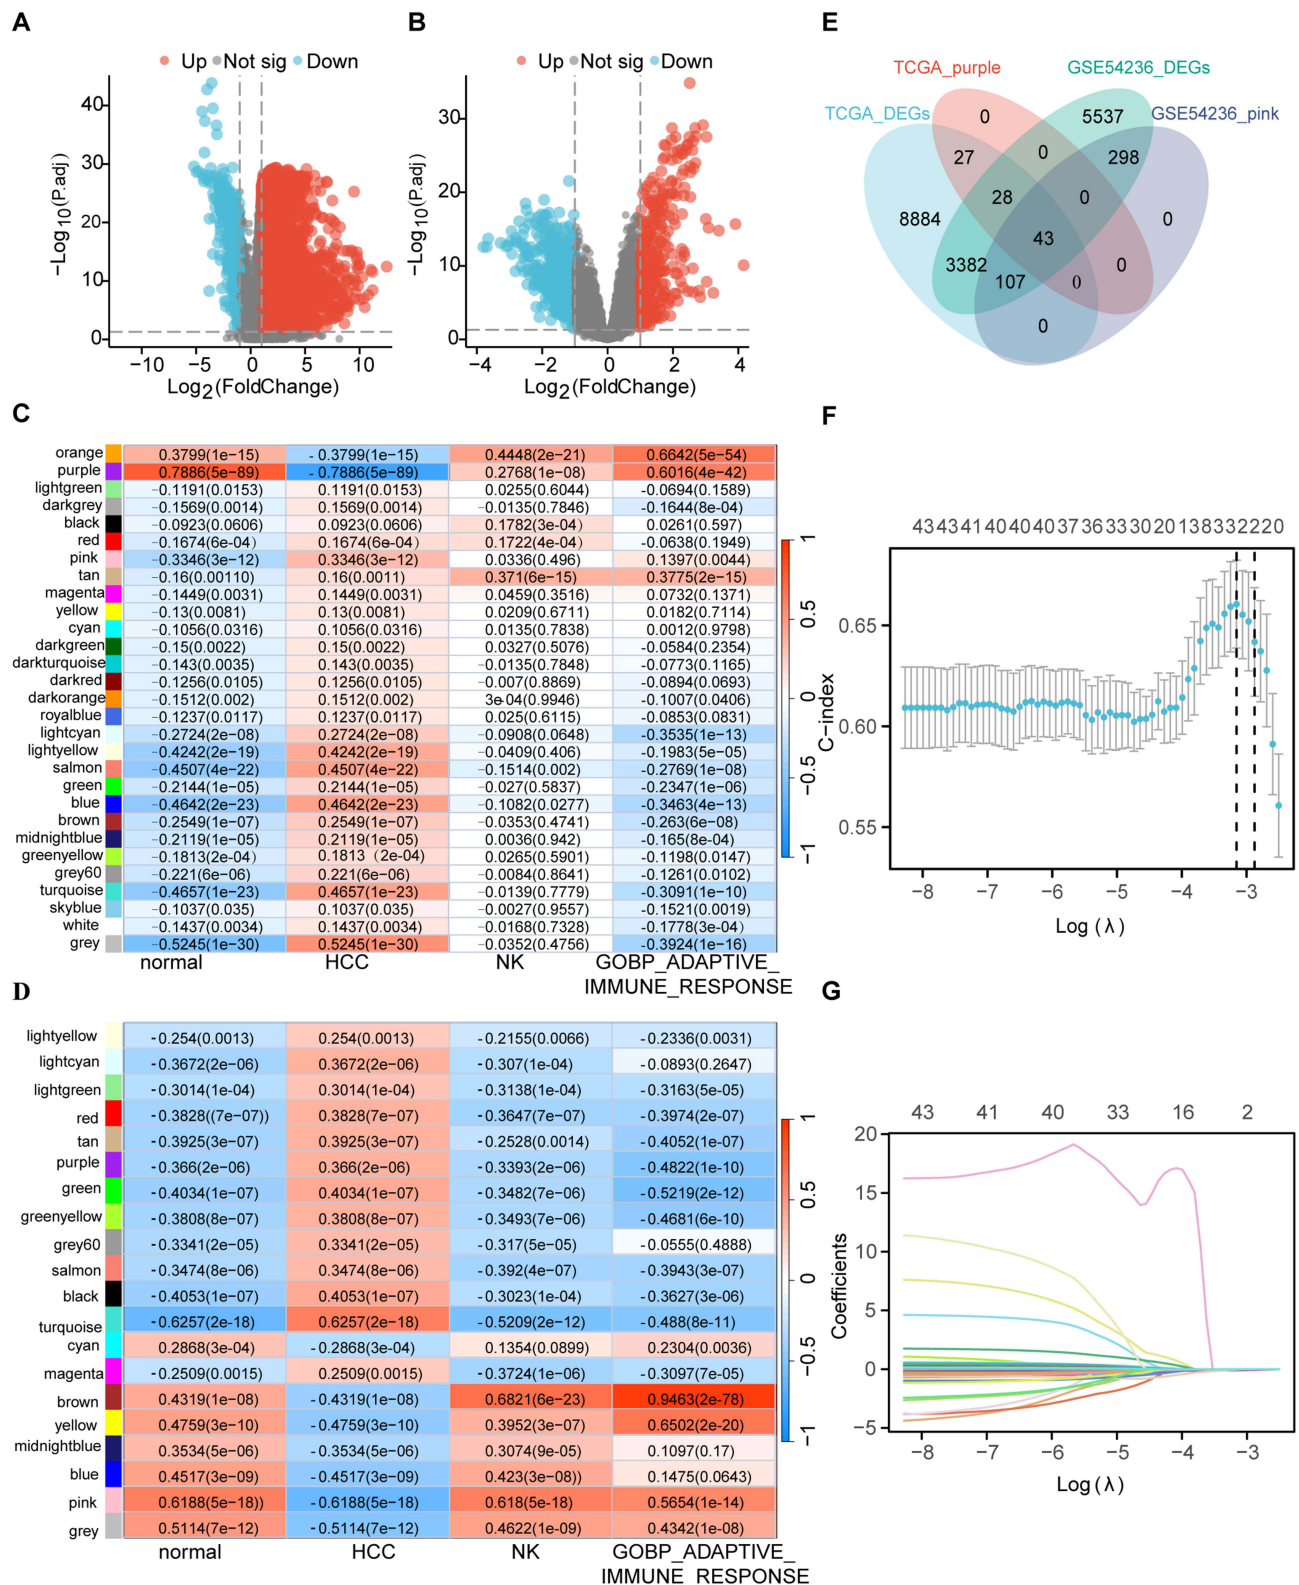 A
Up Not sig Down
−Log10(P.adj)
40
30
20
10
0
−10 −5 0 5 10
Log2(FoldChange)
B
Up Not sig Down
−Log10(P.adj)
30
20
10
0
−4 −2 0 2 4
Log2(FoldChange)
E
TCGA_purple GSE54236_DEGs
TCGA_DEGs GSE54236_pink
0 5537
27 0 298
28 0
8884 0
43
3382 107 0 0
0
C
orange 0.3799(1e−15) -0.3799(1e−15) 0.4448(2e−21) 0.6642(5e−54)
purple 0.7886(5e−89) -0.7886(5e−89) 0.2768(1e−08) 0.6016(4e−42)
lightgreen −0.1191(0.0153) 0.1191(0.0153) 0.0255(0.6044) -0.0694(0.1589)
darkgrey −0.1569(0.0014) 0.1569(0.0014) −0.0135(0.7846) -0.1644(8e−04)
black −0.0923(0.0606) 0.0923(0.0606) 0.1782(3e−04) 0.0261(0.597)
red −0.1674(6e−04) 0.1674(6e−04) 0.1722(4e−04) -0.0638(0.1949)
pink −0.3346(3e−12) 0.3346(3e−12) 0.0336(0.496) 0.1397(0.0044)
tan −0.16(0.00110) 0.16(0.0011) 0.371(6e−15) 0.3775(2e−15)
magenta −0.1449(0.0031) 0.1449(0.0031) 0.0459(0.3516) 0.0732(0.1371)
yellow −0.13(0.0081) 0.13(0.0081) 0.0209(0.6711) 0.0182(0.7114)
cyan −0.1056(0.0316) 0.1056(0.0316) 0.0135(0.7838) 0.0012(0.9798)
darkgreen −0.15(0.0022) 0.15(0.0022) 0.0327(0.5076) -0.0584(0.2354)
darkturquoise −0.143(0.0035) 0.143(0.0035) −0.0135(0.7848) -0.0773(0.1165)
darkred −0.1256(0.0105) 0.1256(0.0105) −0.007(0.8869) -0.0894(0.0693)
darkorange −0.1512(0.002) 0.1512(0.002) 3e-04(0.9946) -0.1007(0.0406)
royalblue −0.1237(0.0117) 0.1237(0.0117) 0.025(0.6115) -0.0853(0.0831)
lightcyan −0.2724(2e−08) 0.2724(2e−08) −0.0908(0.0648) -0.3535(1e−13)
lightyellow −0.4242(2e−19) 0.4242(2e−19) −0.0409(0.406) -0.1983(5e−05)
salmon −0.4507(4e−22) 0.4507(4e−22) −0.1514(0.002) -0.2769(1e−08)
green −0.2144(1e−05) 0.2144(1e−05) −0.027(0.5837) -0.2347(1e−06)
blue −0.4642(2e−23) 0.4642(2e−23) −0.1082(0.0277) -0.3463(4e−13)
brown −0.2549(1e−07) 0.2549(1e−07) −0.0353(0.4741) -0.263(6e−08)
midnightblue −0.2119(1e−05) 0.2119(1e−05) 0.0036(0.942) -0.165(8e−04)
greenyellow −0.1813(2e−04) 0.1813（2e−04) 0.0265(0.5901) -0.1198(0.0147)
grey60 −0.221(6e−06) 0.221(6e−06) −0.0084(0.8641) -0.1261(0.0102)
turquoise −0.4657(1e−23) 0.4657(1e−23) −0.0139(0.7779) -0.3091(1e−10)
skyblue −0.1037(0.035) 0.1037(0.035) −0.0027(0.9557) -0.1521(0.0019)
white −0.1437(0.0034) 0.1437(0.0034) −0.0168(0.7328) -0.1778(3e−04)
grey −0.5245(1e−30) 0.5245(1e−30) −0.0352(0.4756) -0.3924(1e−16)
normal HCC NK GOBP_ADAPTIVE_
IMMUNE_RESPONSE
1
0.5
0
−0.5
−1
F
43 43 41 40 40 40 37 36 33 30 20 13833222220
C−index
0.65
0.60
0.55
−8 −7 −6 −5 −4 −3
Log (λ)
D
lightyellow -0.254(0.0013) 0.254(0.0013) -0.2155(0.0066) -0.2336(0.0031)
lightcyan -0.3672(2e−06) 0.3672(2e−06) -0.307(1e−04) -0.0893(0.2647)
lightgreen -0.3014(1e−04) 0.3014(1e−04) -0.3138(1e−04) -0.3163(5e−05)
red -0.3828((7e−07)) 0.3828(7e−07) -0.3647(7e−07) -0.3974(2e−07)
tan -0.3925(3e−07) 0.3925(3e−07) -0.2528(0.0014) -0.4052(1e−07)
purple -0.366(2e−06) 0.366(2e−06) -0.3393(2e−06) -0.4822(1e−10)
green -0.4034(1e−07) 0.4034(1e−07) -0.3482(7e−06) -0.5219(2e−12)
greenyellow -0.3808(8e−07) 0.3808(8e−07) -0.3493(7e−06) -0.4681(6e−10)
grey60 -0.3341(2e−05) 0.3341(2e−05) -0.317(5e−05) -0.0555(0.4888)
salmon -0.3474(8e−06) 0.3474(8e−06) -0.392(4e−07) -0.3943(3e−07)
black -0.4053(1e−07) 0.4053(1e−07) -0.3023(1e−04) -0.3627(3e−06)
turquoise -0.6257(2e−18) 0.6257(2e−18) -0.5209(2e−12) -0.488(8e−11)
cyan 0.2868(3e−04) -0.2868(3e−04) 0.1354(0.0899) 0.2304(0.0036)
magenta -0.2509(0.0015) 0.2509(0.0015) -0.3724(1e−06) -0.3097(7e−05)
brown 0.4319(1e−08) -0.4319(1e−08) 0.6821(6e−23) 0.9463(2e−78)
yellow 0.4759(3e−10) -0.4759(3e−10) 0.3952(3e−07) 0.6502(2e−20)
midnightblue 0.3534(5e−06) -0.3534(5e−06) 0.3074(9e−05) 0.1097(0.17)
blue 0.4517(3e−09) -0.4517(3e−09) 0.423(3e−08)) 0.1475(0.0643)
pink 0.6188(5e−18)) -0.6188(5e−18) 0.618(5e-18) 0.5654(1e−14)
grey 0.5114(7e−12) -0.5114(7e−12) 0.4622(1e−09) 0.4342(1e−08)
normal HCC NK GOBP_ADAPTIVE_
IMMUNE_RESPONSE
1
0.5
0
−0.5
−1
G
43 41 40 33 16 2
Coefficients
20
15
10
5
0
−5
−8 −7 −6 −5 −4 −3
Log (λ)